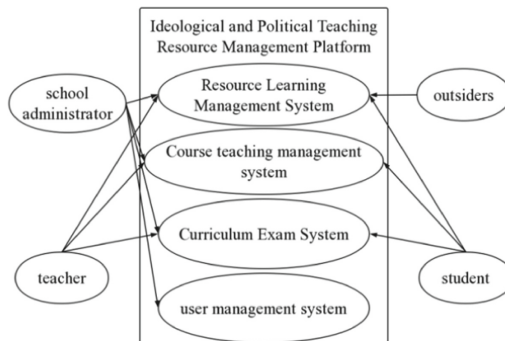 Ideological and Political Teaching
Resource Management Platform
school
administrator
Resource Learning
Management System
outsiders
Course teaching management
system
Curriculum Exam System
teacher
student
user management system